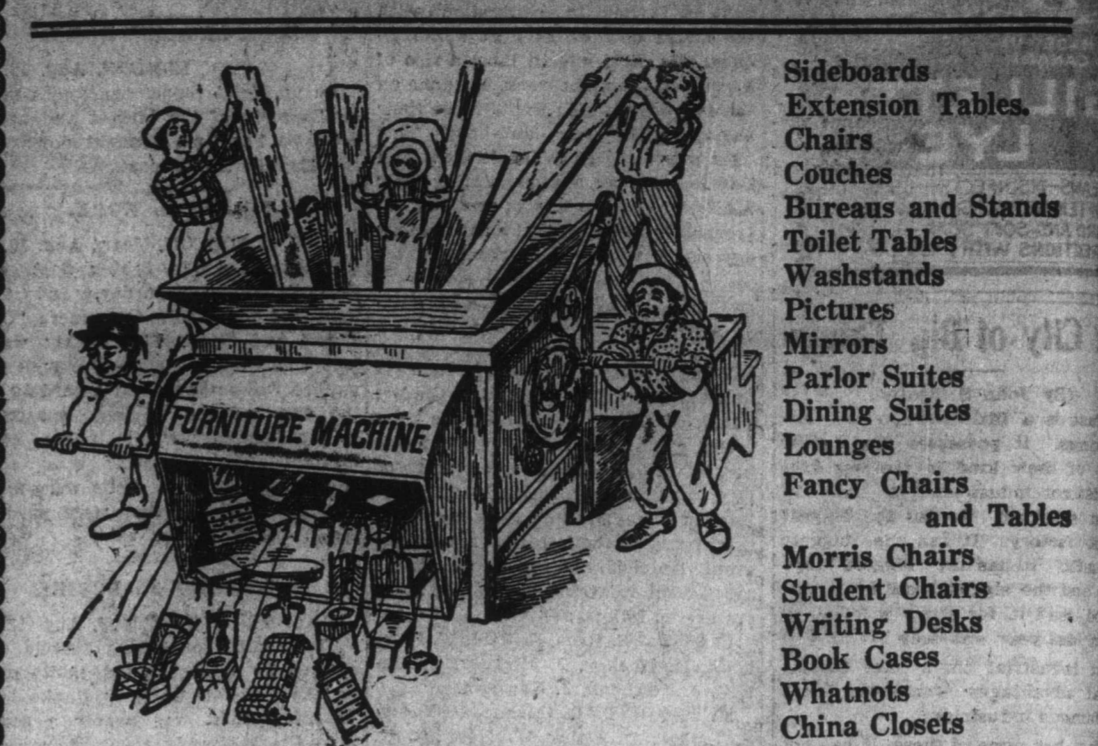 FURNITURE MACHINE
Sideboards
Extension Tables.
Chairs
Couches
Bureaus and Stands
Toilet Tables
Washstands
Pictures
Mirrors
Parlor Suites
Dining Suites
Lounges
Fancy Chairs
and Tables
Morris Chairs
Student Chairs
Writing Desks
Book Cases
Whatnots
China Closets